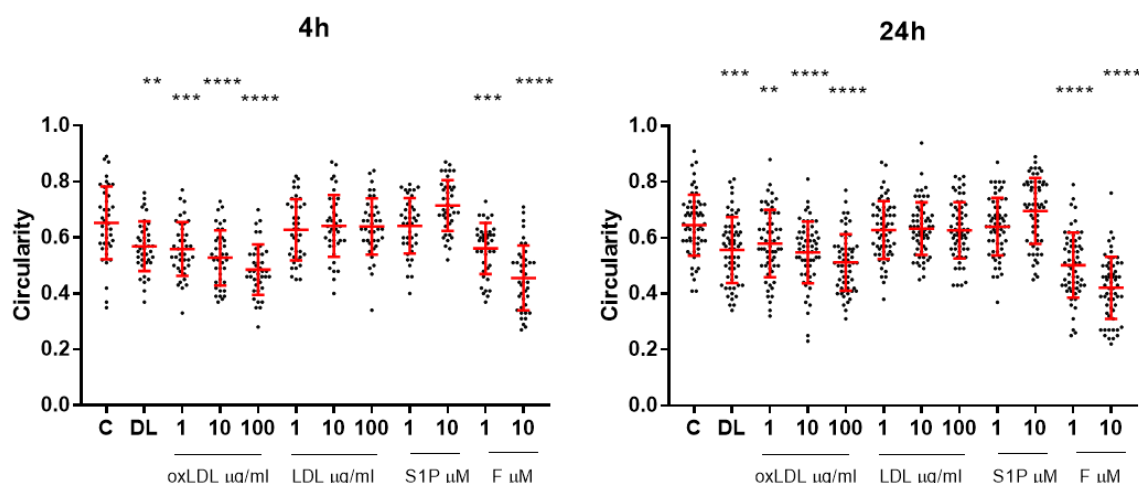 4h
** **** ****
*** **** ***
1.0
0.8
0.6
0.4
0.2
0.0
Circularity
C DL 1 10 100 1 10 100 1 10 1 10
oxLDL µg/ml LDL µg/ml S1P µM F µM
24h
*** **** ****
** **** ****
1.0
0.8
0.6
0.4
0.2
0.0
Circularity
C DL 1 10 100 1 10 100 1 10 1 10
oxLDL µg/ml LDL µg/ml S1P µM F µM